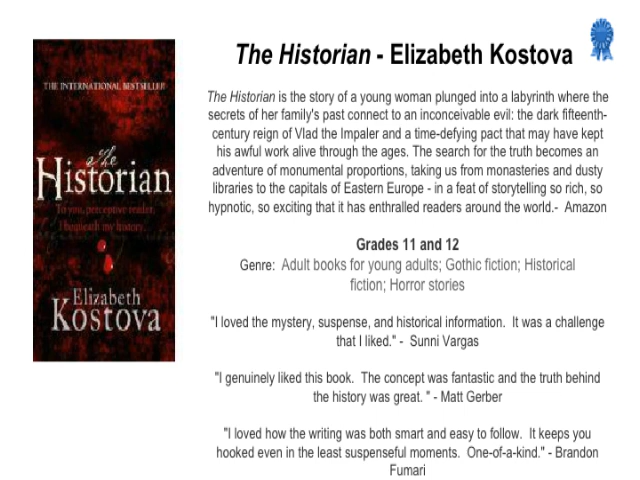 The Historian - Elizabeth Kostova
THE INTERNATIONAL BESTSELLER
The
Historian
To you, perceptive reader,
I bequeath my history...
Elizabeth
Kostova
The Historian is the story of a young woman plunged into a labyrinth where the
secrets of her family's past connect to an inconceivable evil: the dark fifteenth-
century reign of Vlad the Impaler and a time-defying pact that may have kept
his awful work alive through the ages. The search for the truth becomes an
adventure of monumental proportions, taking us from monasteries and dusty
libraries to the capitals of Eastern Europe - in a feat of storytelling so rich, so
hypnotic, so exciting that it has enthralled readers around the world.- Amazon
Grades 11 and 12
Genre: Adult books for young adults; Gothic fiction; Historical
fiction; Horror stories
"I loved the mystery, suspense, and historical information. It was a challenge
that I liked." - Sunni Vargas
"I genuinely liked this book. The concept was fantastic and the truth behind
the history was great. " - Matt Gerber
"I loved how the writing was both smart and easy to follow. It keeps you
hooked even in the least suspenseful moments. One-of-a-kind." - Brandon
Fumari